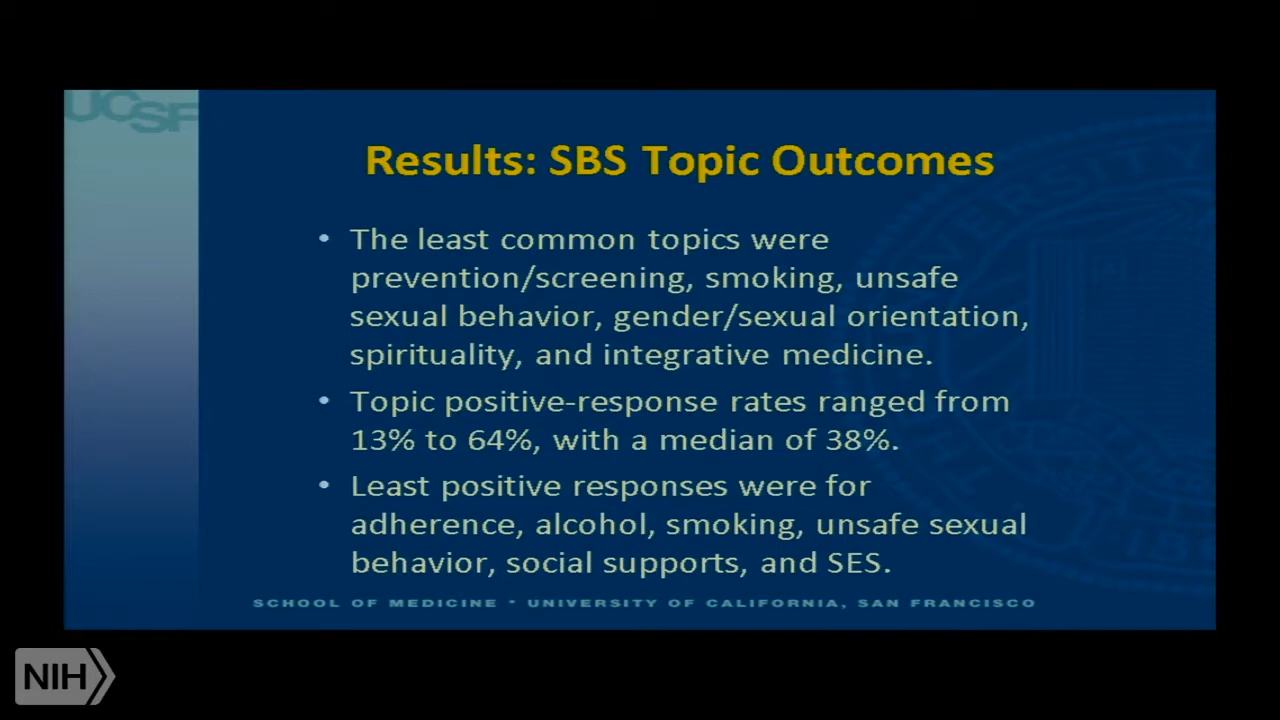 UCSF
Results: SBS Topic Outcomes
• The least common topics were
prevention/screening, smoking, unsafe
sexual behavior, gender/sexual orientation,
spirituality, and integrative medicine.
• Topic positive-response rates ranged from
13% to 64%, with a median of 38%.
• Least positive responses were for
adherence, alcohol, smoking, unsafe sexual
behavior, social supports, and SES.
SCHOOL OF MEDICINE • UNIVERSITY OF CALIFORNIA, SAN FRANCISCO
NIH